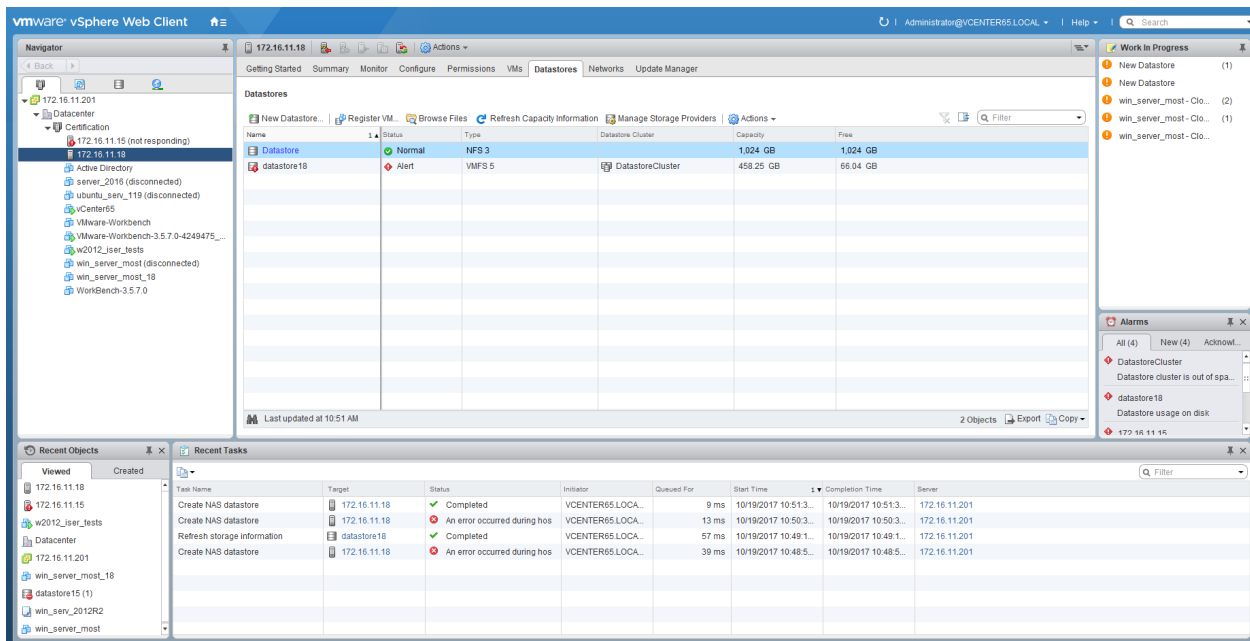 vmware® vSphere Web Client
Administrator@VCENTER65.LOCAL
Help
Search
Navigator
Back
172.16.11.201
Datacenter
Certification
172.16.11.15 (not responding)
172.16.11.18
Active Directory
server_2016 (disconnected)
ubuntu_serv_119 (disconnected)
vCenter65
VMware-Workbench
VMware-Workbench-3.5.7.0-4249475_...
w2012_iser_tests
win_server_most (disconnected)
win_server_most_18
WorkBench-3.5.7.0
172.16.11.18 Actions
Getting Started Summary Monitor Configure Permissions VMs Datastores Networks Update Manager
Datastores
New Datastore... Register VM... Browse Files Refresh Capacity Information Manage Storage Providers Actions Filter
Name 1 Status Type Datastore Cluster Capacity Free
Datastore Normal NFS 3 1,024 GB 1,024 GB
datastore18 Alert VMFS 5 DatastoreCluster 458.25 GB 66.04 GB
Last updated at 10:51 AM
2 Objects Export Copy
Work In Progress
New Datastore (1)
New Datastore
win_server_most - Clo... (2)
win_server_most - Clo... (1)
win_server_most - Clo...
Alarms
All (4) New (4) Acknowl...
DatastoreCluster
Datastore cluster is out of spa...
datastore18
Datastore usage on disk
172.16.11.15
Recent Objects
Viewed Created
172.16.11.18
172.16.11.15
w2012_iser_tests
Datacenter
172.16.11.201
win_server_most_18
datastore15 (1)
win_serv_2012R2
win_server_most
Recent Tasks
Filter
Task Name Target Status Initiator Queued For Start Time 1 Completion Time Server
Create NAS datastore 172.16.11.18 Completed VCENTER65.LOCA... 9 ms 10/19/2017 10:51:3... 10/19/2017 10:51:3... 172.16.11.201
Create NAS datastore 172.16.11.18 An error occurred during hos VCENTER65.LOCA... 13 ms 10/19/2017 10:50:3... 10/19/2017 10:50:3... 172.16.11.201
Refresh storage information datastore18 Completed VCENTER65.LOCA... 57 ms 10/19/2017 10:49:1... 10/19/2017 10:49:1... 172.16.11.201
Create NAS datastore 172.16.11.18 An error occurred during hos VCENTER65.LOCA... 39 ms 10/19/2017 10:48:5... 10/19/2017 10:48:5... 172.16.11.201